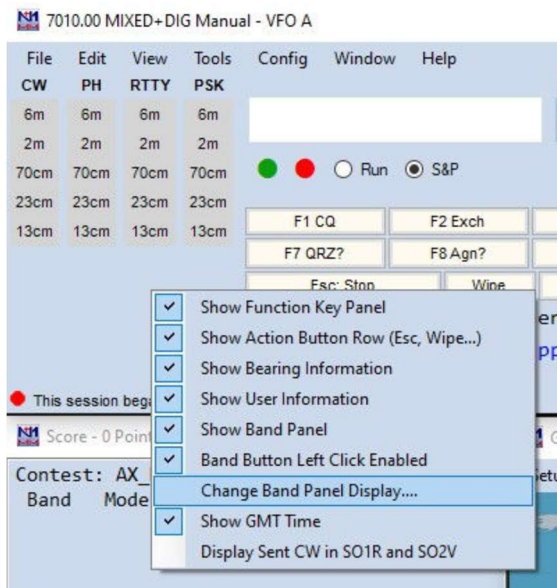 7010.00 MIXED+DIG Manual - VFO A
File Edit View Tools Config Window Help
CW PH RTTY PSK
6m 6m 6m 6m
2m 2m 2m 2m
70cm 70cm 70cm 70cm
23cm 23cm 23cm 23cm
13cm 13cm 13cm 13cm
Run S&P
F1 CQ F2 Exch
F7 QRZ? F8 Agn?
Esc: Stop Wipe
Show Function Key Panel
Show Action Button Row (Esc, Wipe...)
Show Bearing Information
Show User Information
Show Band Panel
Band Button Left Click Enabled
Change Band Panel Display....
Show GMT Time
Display Sent CW in SO1R and SO2V
This session
Score - 0
Contest: AX_
Band